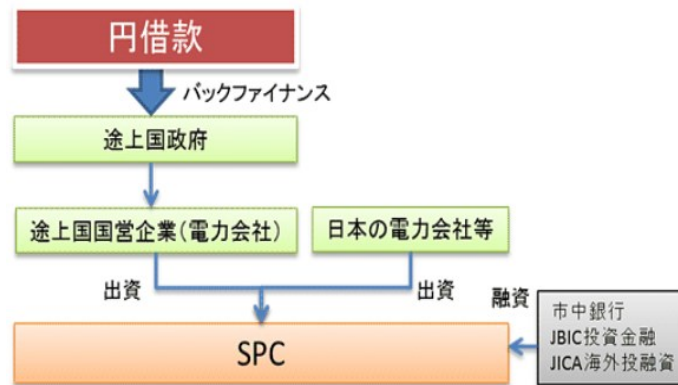 円借款
バックファイナンス
途上国政府
途上国国営企業(電力会社)
日本の電力会社等
出資
出資
融資
SPC
市中銀行
JBIC投資金融
JICA海外投融資